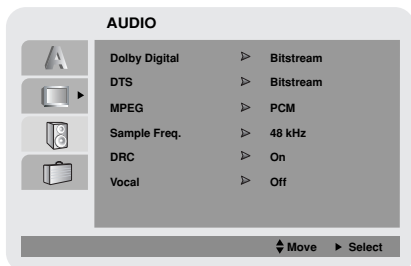 AUDIO
A
Dolby Digital Bitstream
DTS Bitstream
MPEG PCM
Sample Freq. 48 kHz
DRC On
Vocal Off
Move Select